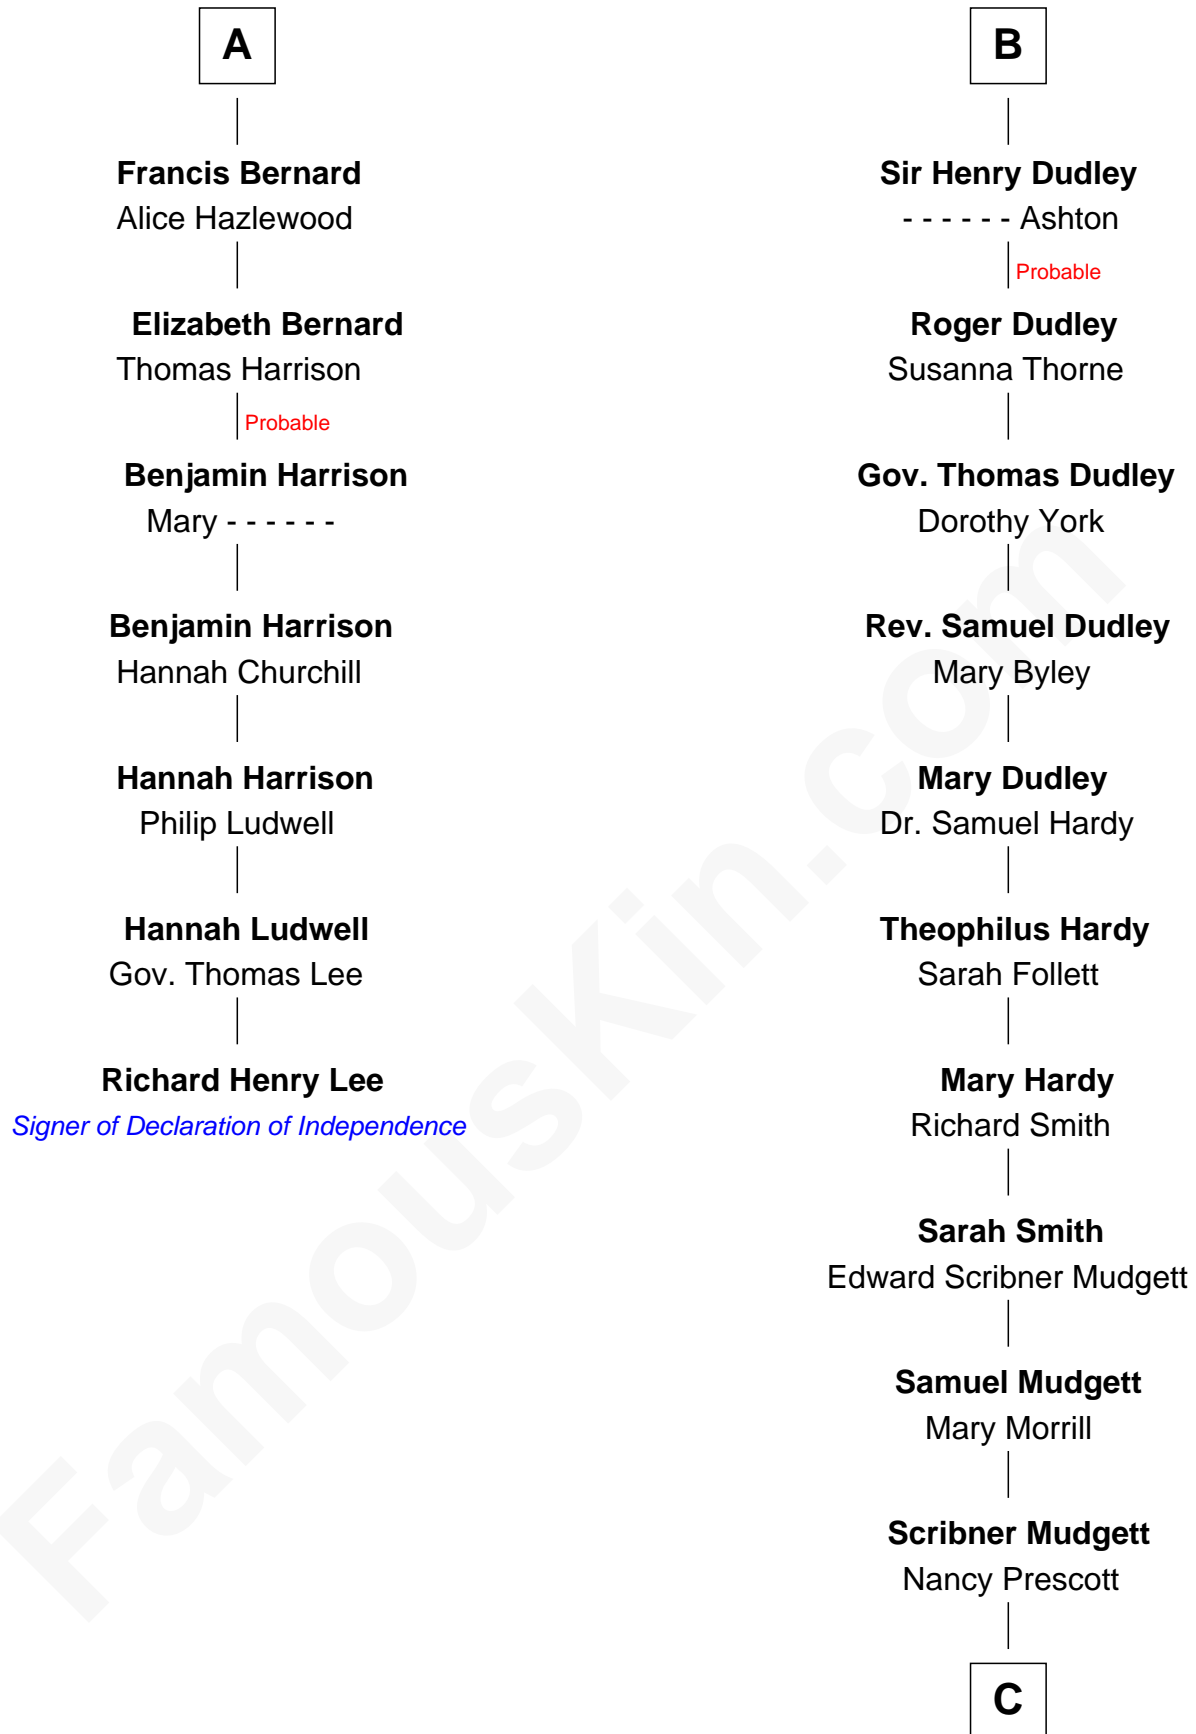 A
Francis Bernard
Alice Hazlewood
Elizabeth Bernard
Thomas Harrison
Probable
Benjamin Harrison
Mary - - - - - -
Benjamin Harrison
Hannah Churchill
Hannah Harrison
Philip Ludwell
Hannah Ludwell
Gov. Thomas Lee
Richard Henry Lee
Signer of Declaration of Independence
B
Sir Henry Dudley
- - - - - - Ashton
Probable
Roger Dudley
Susanna Thorne
Gov. Thomas Dudley
Dorothy York
Rev. Samuel Dudley
Mary Byley
Mary Dudley
Dr. Samuel Hardy
Theophilus Hardy
Sarah Follett
Mary Hardy
Richard Smith
Sarah Smith
Edward Scribner Mudgett
Samuel Mudgett
Mary Morrill
Scribner Mudgett
Nancy Prescott
C
FamousKin.com